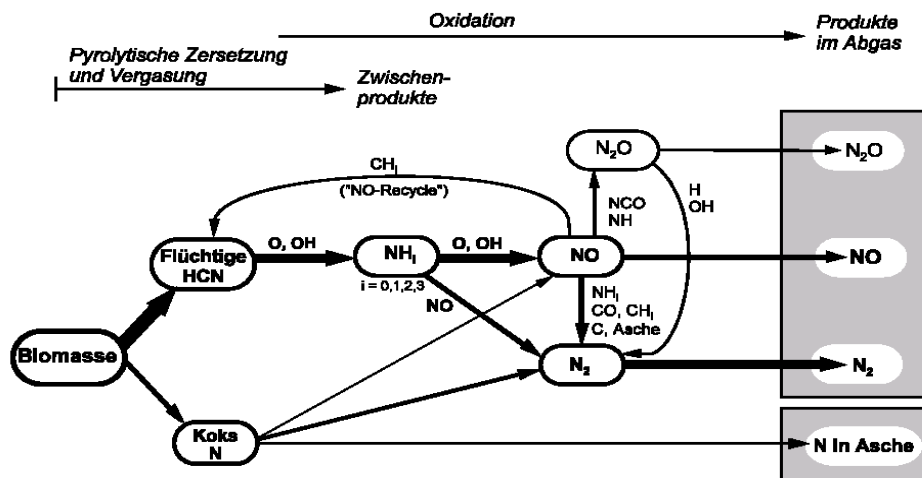 Oxidation
Produkte
im Abgas
Pyrolytische Zersetzung
und Vergasung
Zwischen-
produkte
N₂O
N₂O
CHᵢ
("NO-Recycle")
H
OH
NCO
NH
Flüchtige
HCN
O, OH
NHᵢ
i = 0,1,2,3
O, OH
NO
NO
NO
NHᵢ
CO, CHᵢ
C, Asche
Biomasse
N₂
N₂
Koks
N
N in Asche